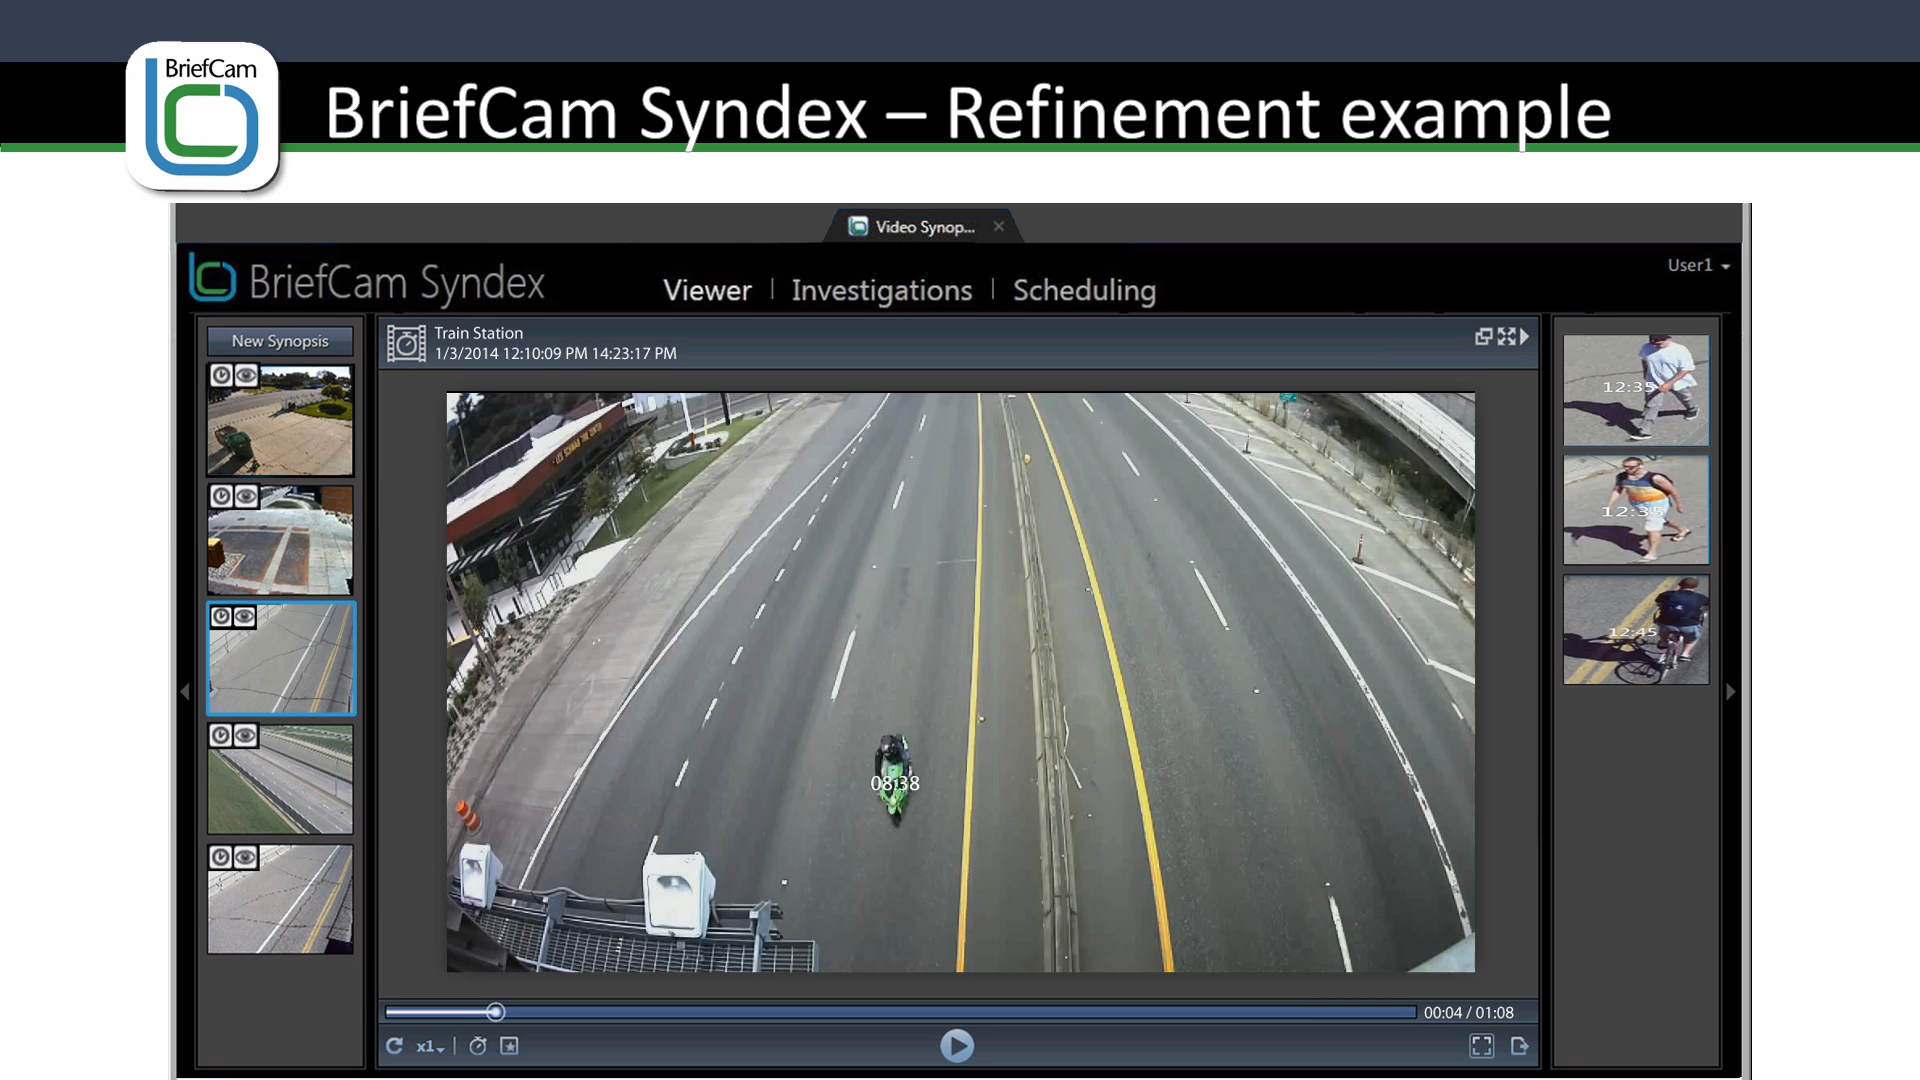 BriefCam
BriefCam Syndex – Refinement example
Video Synop...
BriefCam Syndex
Viewer | Investigations | Scheduling
User1
New Synopsis
Train Station
1/3/2014 12:10:09 PM 14:23:17 PM
12:35
12:35
12:45
08:38
00:04 / 01:08
x1